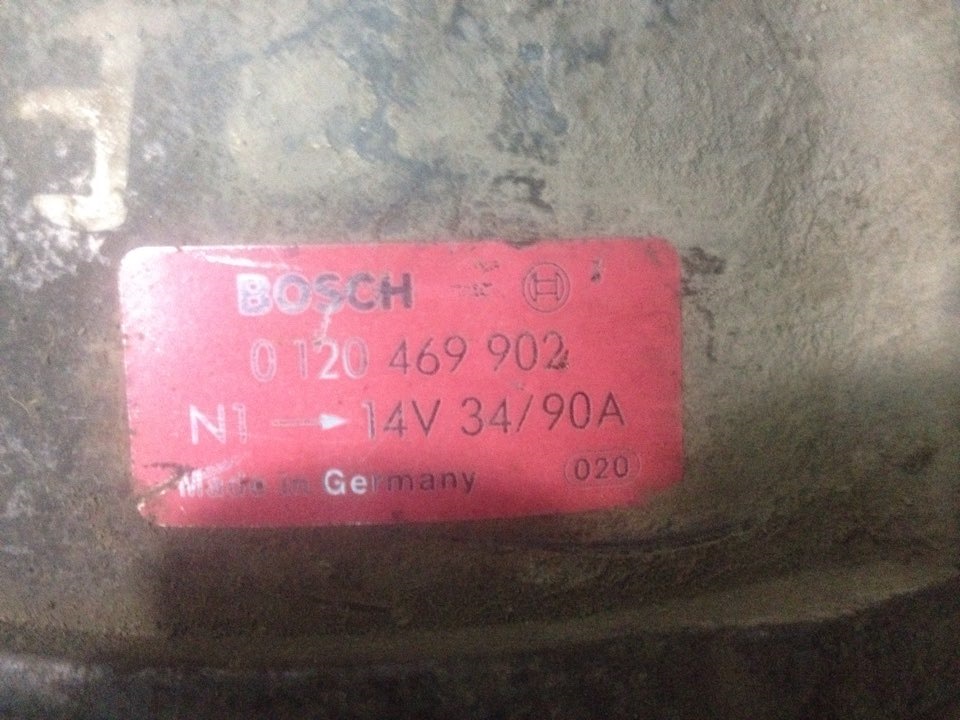 BOSCH
0 120 469 902
N1 → 14V 34/90A
Made in Germany 020